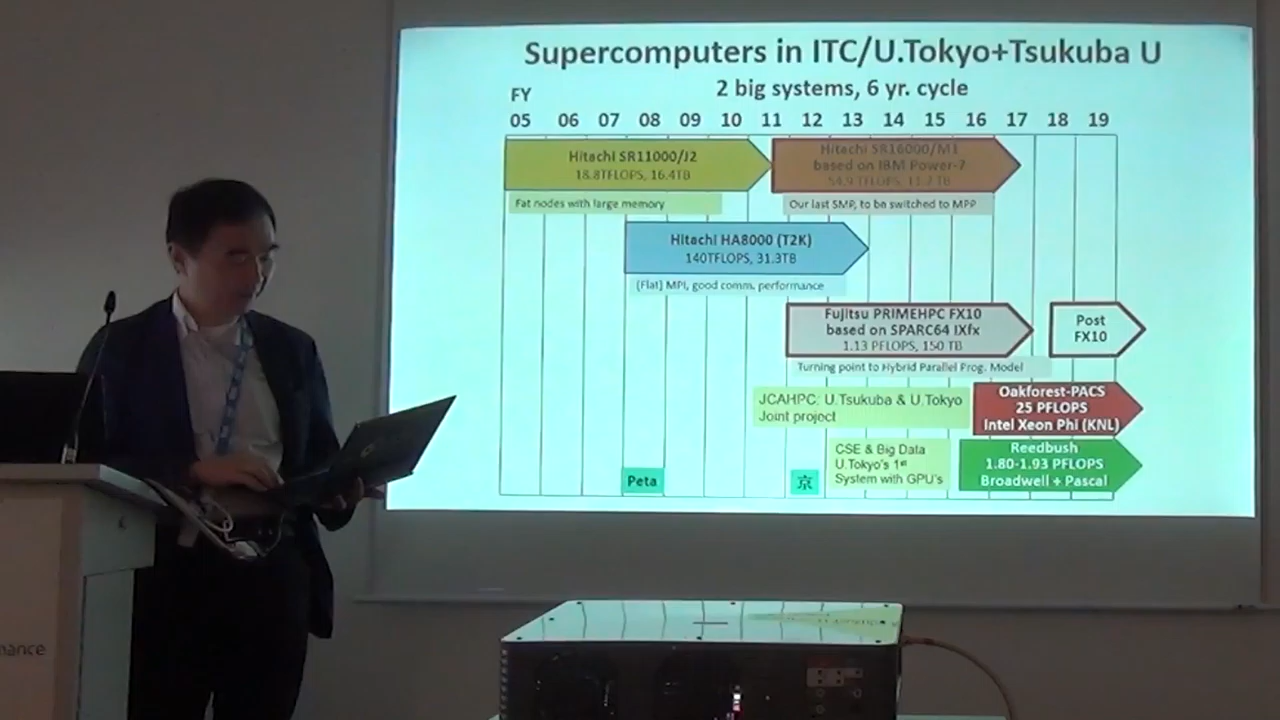 Supercomputers in ITC/U.Tokyo+Tsukuba U
2 big systems, 6 yr. cycle
FY
05 06 07 08 09 10 11 12 13 14 15 16 17 18 19
Hitachi SR11000/J2
18.8TFLOPS, 16.4TB
Fat nodes with large memory
Hitachi SR16000/M1
based on IBM Power-7
54.9 TFLOPS, 11.2 TB
Our last SMP, to be switched to MPP
Hitachi HA8000 (T2K)
140TFLOPS, 31.3TB
(Flat) MPI, good comm. performance
Fujitsu PRIMEHPC FX10
based on SPARC64 IXfx
1.13 PFLOPS, 150 TB
Turning point to Hybrid Parallel Prog. Model
Post
FX10
JCAHPC: U.Tsukuba & U.Tokyo
Joint project
Oakforest-PACS
25 PFLOPS
Intel Xeon Phi (KNL)
CSE & Big Data
U.Tokyo's 1st
System with GPU's
Reedbush
1.80-1.93 PFLOPS
Broadwell + Pascal
Peta
京
mance